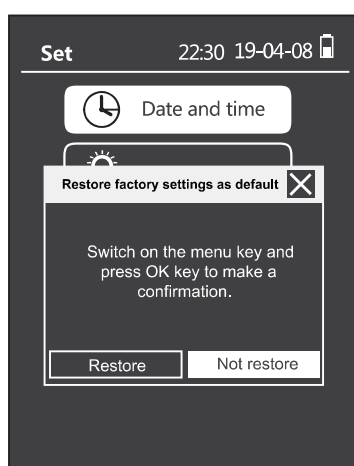 Set 22:30 19-04-08
Date and time
Restore factory settings as default
Switch on the menu key and
press OK key to make a
confirmation.
Restore Not restore